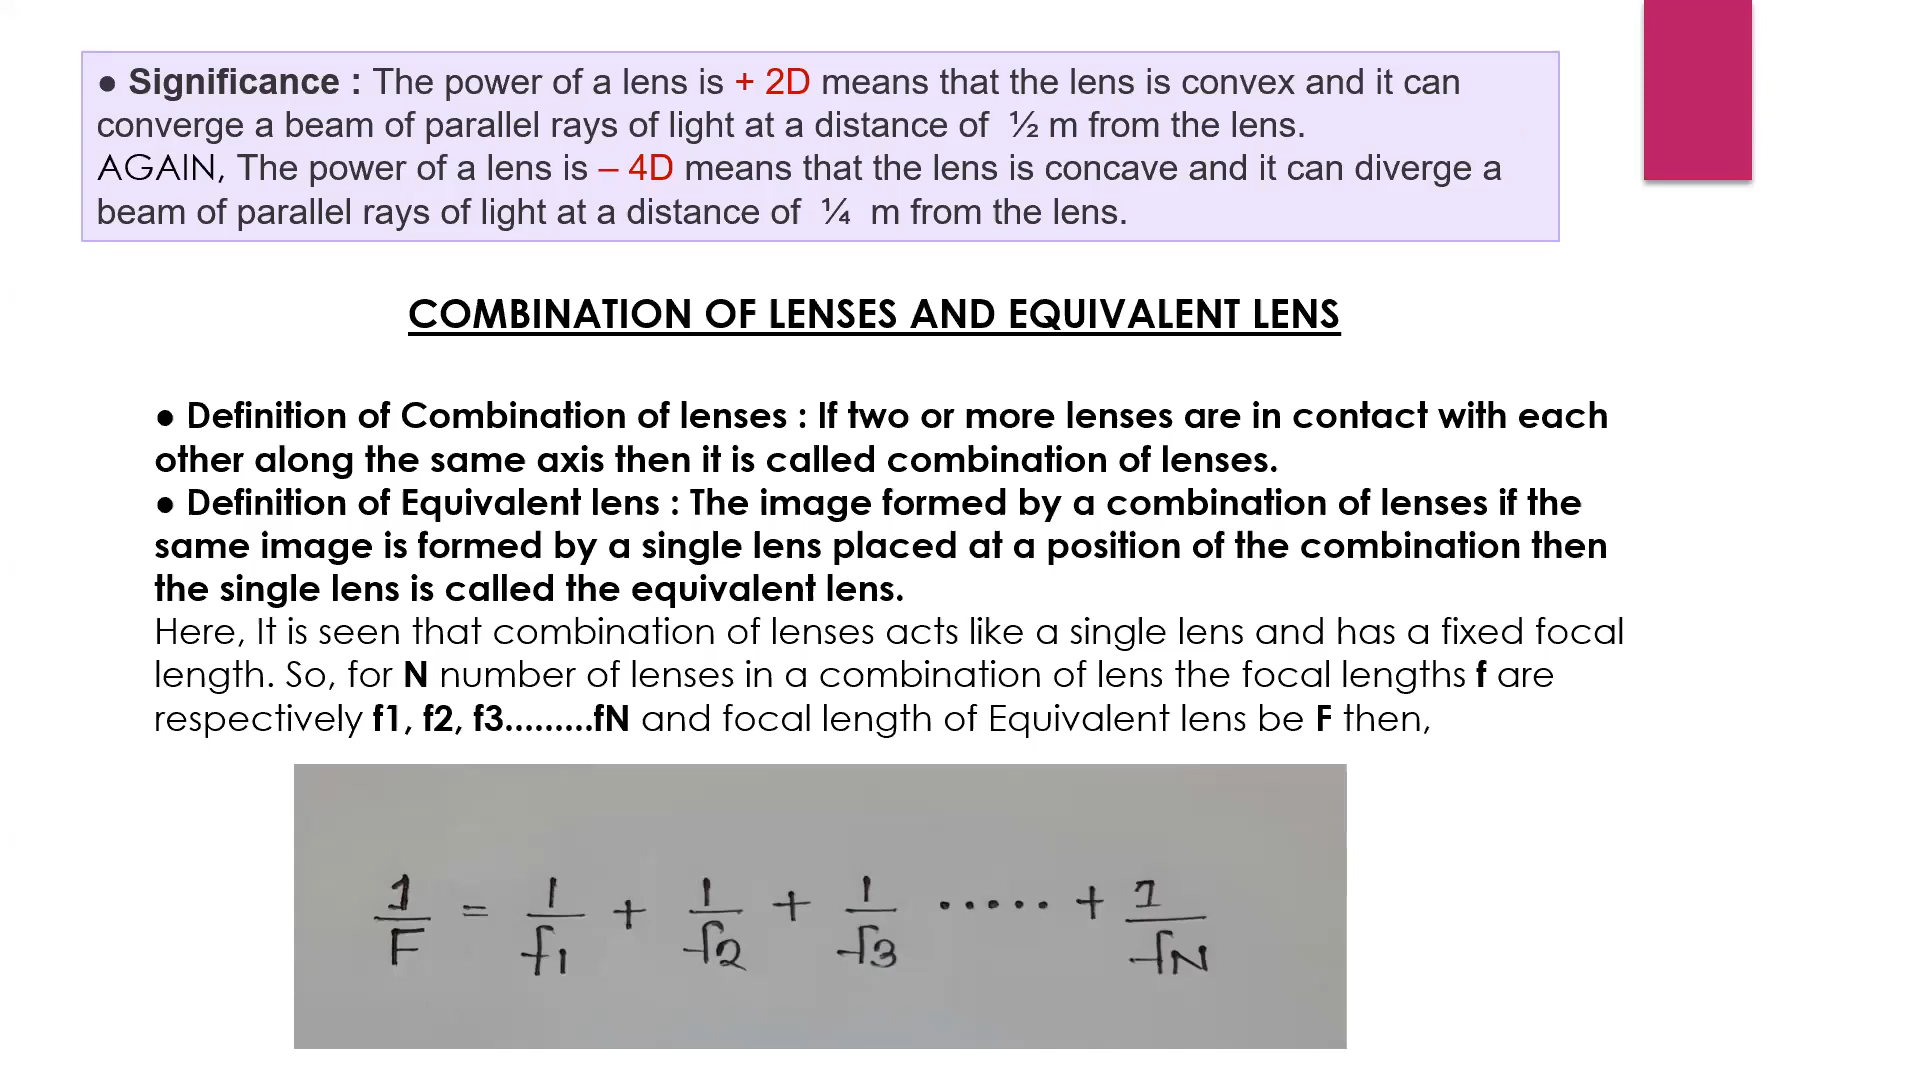 ● Significance : The power of a lens is + 2D means that the lens is convex and it can
converge a beam of parallel rays of light at a distance of ½ m from the lens.
AGAIN, The power of a lens is – 4D means that the lens is concave and it can diverge a
beam of parallel rays of light at a distance of ¼ m from the lens.
COMBINATION OF LENSES AND EQUIVALENT LENS
● Definition of Combination of lenses : If two or more lenses are in contact with each
other along the same axis then it is called combination of lenses.
● Definition of Equivalent lens : The image formed by a combination of lenses if the
same image is formed by a single lens placed at a position of the combination then
the single lens is called the equivalent lens.
Here, It is seen that combination of lenses acts like a single lens and has a fixed focal
length. So, for N number of lenses in a combination of lens the focal lengths f are
respectively f1, f2, f3.........fN and focal length of Equivalent lens be F then,
1/F = 1/f1 + 1/f2 + 1/f3 ..... + 1/fN